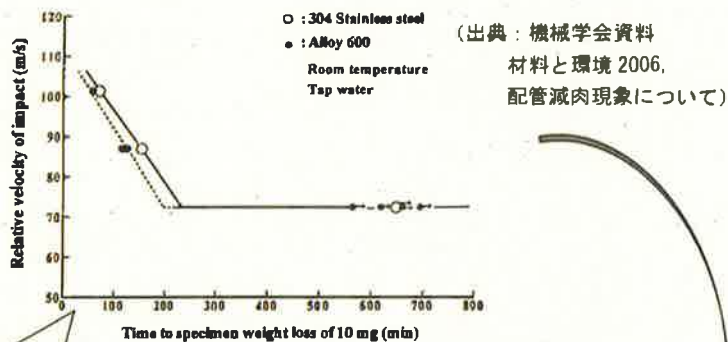 ○ : 304 Stainless steel
● : Alloy 600
Room temperature
Tap water
(出典：機械学会資料
材料と環境 2006,
配管減肉現象について)
Relative velocity of impact (m/s)
120
110
100
90
80
70
60
50
0 100 200 300 400 500 600 700 800
Time to specimen weight loss of 10 mg (min)